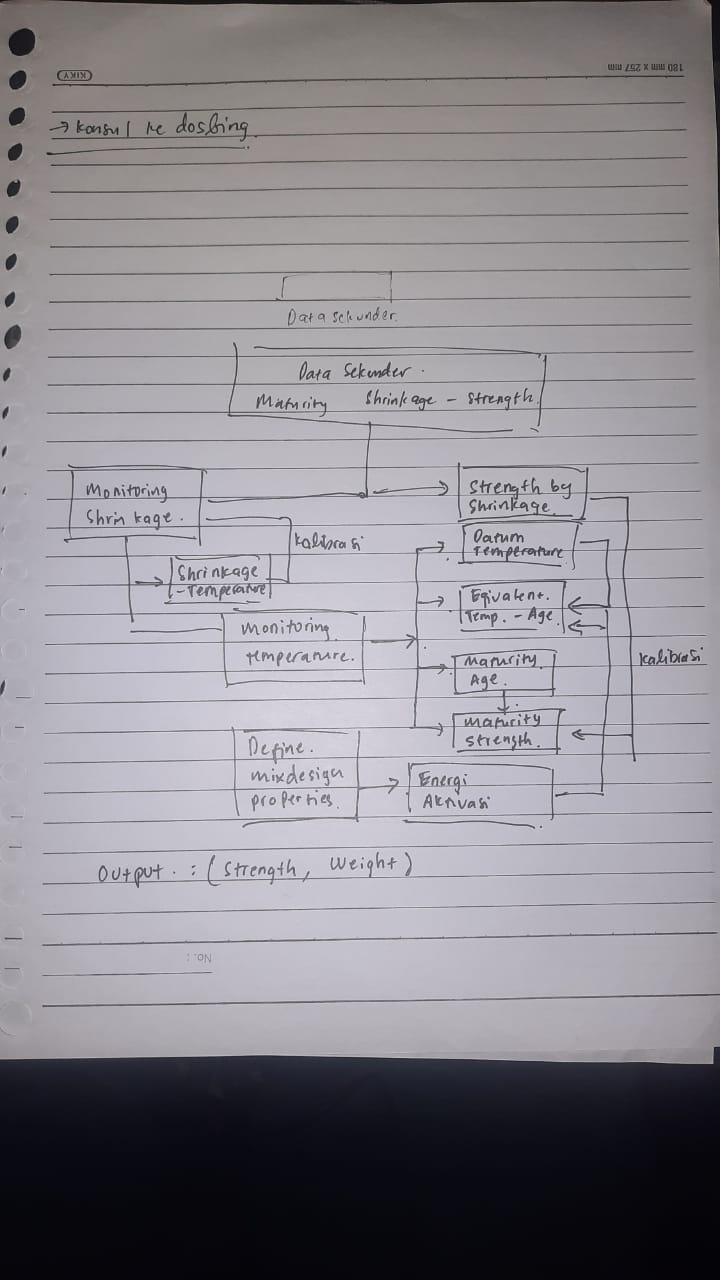 KIKY
180 mm x 257 mm
→ Konsul ke dosbing.
Data sekunder.
Data Sekunder.
Maturity Shrinkage - Strength.
Monitoring
Shrinkage.
Strength by
Shrinkage.
Kalibrasi
Datum
Temperature
Shrinkage
-Temperature
Eqivalent.
Temp. - Age.
Monitoring
temperature.
Maturity
Age.
Kalibrasi
Maturity
Strength.
Define.
mixdesign
properties.
Energi
Aktivasi
Output. : (Strength, Weight)
No. :